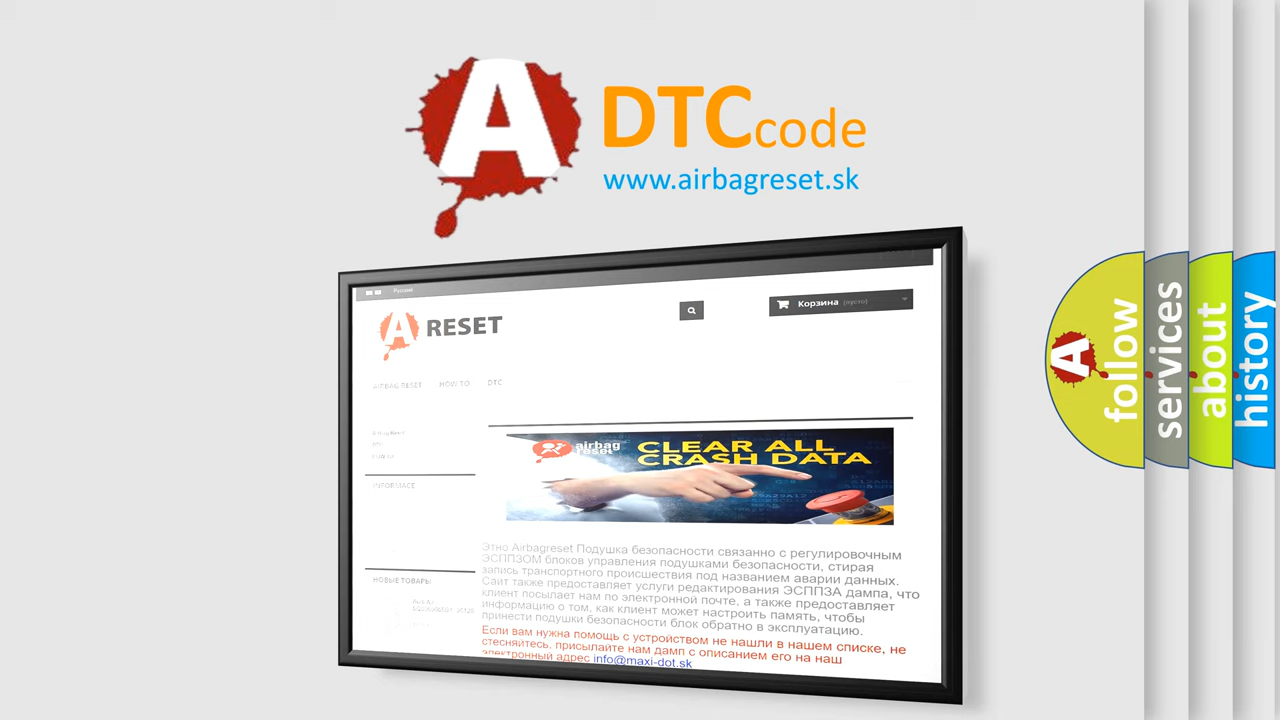 A DTCcode
www.airbagreset.sk
Русский
A RESET
Корзина (пусто)
AIRBAG RESET HOW TO DTC
INFORMACE
airbag reset
CLEAR ALL
CRASH DATA
Этно Airbagreset Подушка безопасности связанно с регулировочным
ЭСППЗОМ блоков управления подушками безопасности, стирая
запись транспортного происшествия под названием аварии данных.
Сайт также предоставляет услуги редактирования ЭСППЗА дампа, что
клиент посылает нам по электронной почте, а также предоставляет
информацию о том, как клиент может настроить память, чтобы
принести подушки безопасности блок обратно в эксплуатацию.
Если вам нужна помощь с устройством не нашли в нашем списке, не
стесняйтесь, присылайте нам дамп с описанием его на наш
электронный адрес info@maxi-dot.sk
НОВЫЕ ТОВАРЫ
A follow
services
about
history